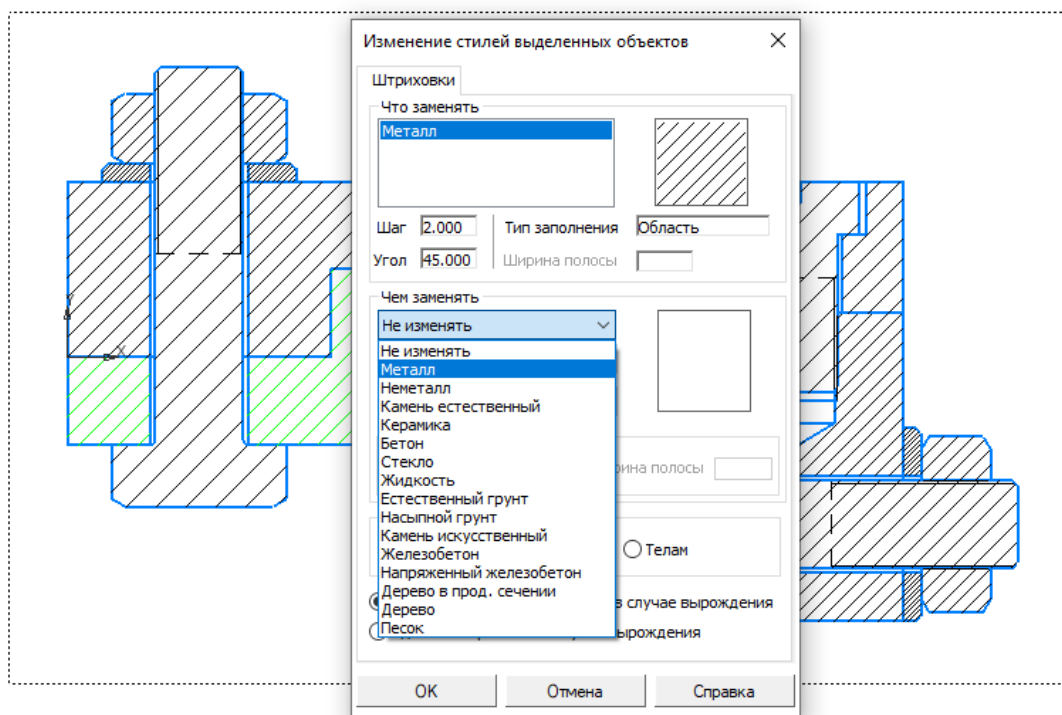 Изменение стилей выделенных объектов
Штриховки
Что заменять
Металл
Шаг 2.000 Тип заполнения Область
Угол 45.000 Ширина полосы
Чем заменять
Не изменять
Не изменять
Металл
Неметалл
Камень естественный
Керамика
Бетон
Стекло
Жидкость
Естественный грунт
Насыпной грунт
Камень искусственный
Железобетон
Напряженный железобетон
Дерево в прод. сечении
Дерево
Песок
полосы
Телам
в случае вырождения
ОК Отмена Справка
Y
X